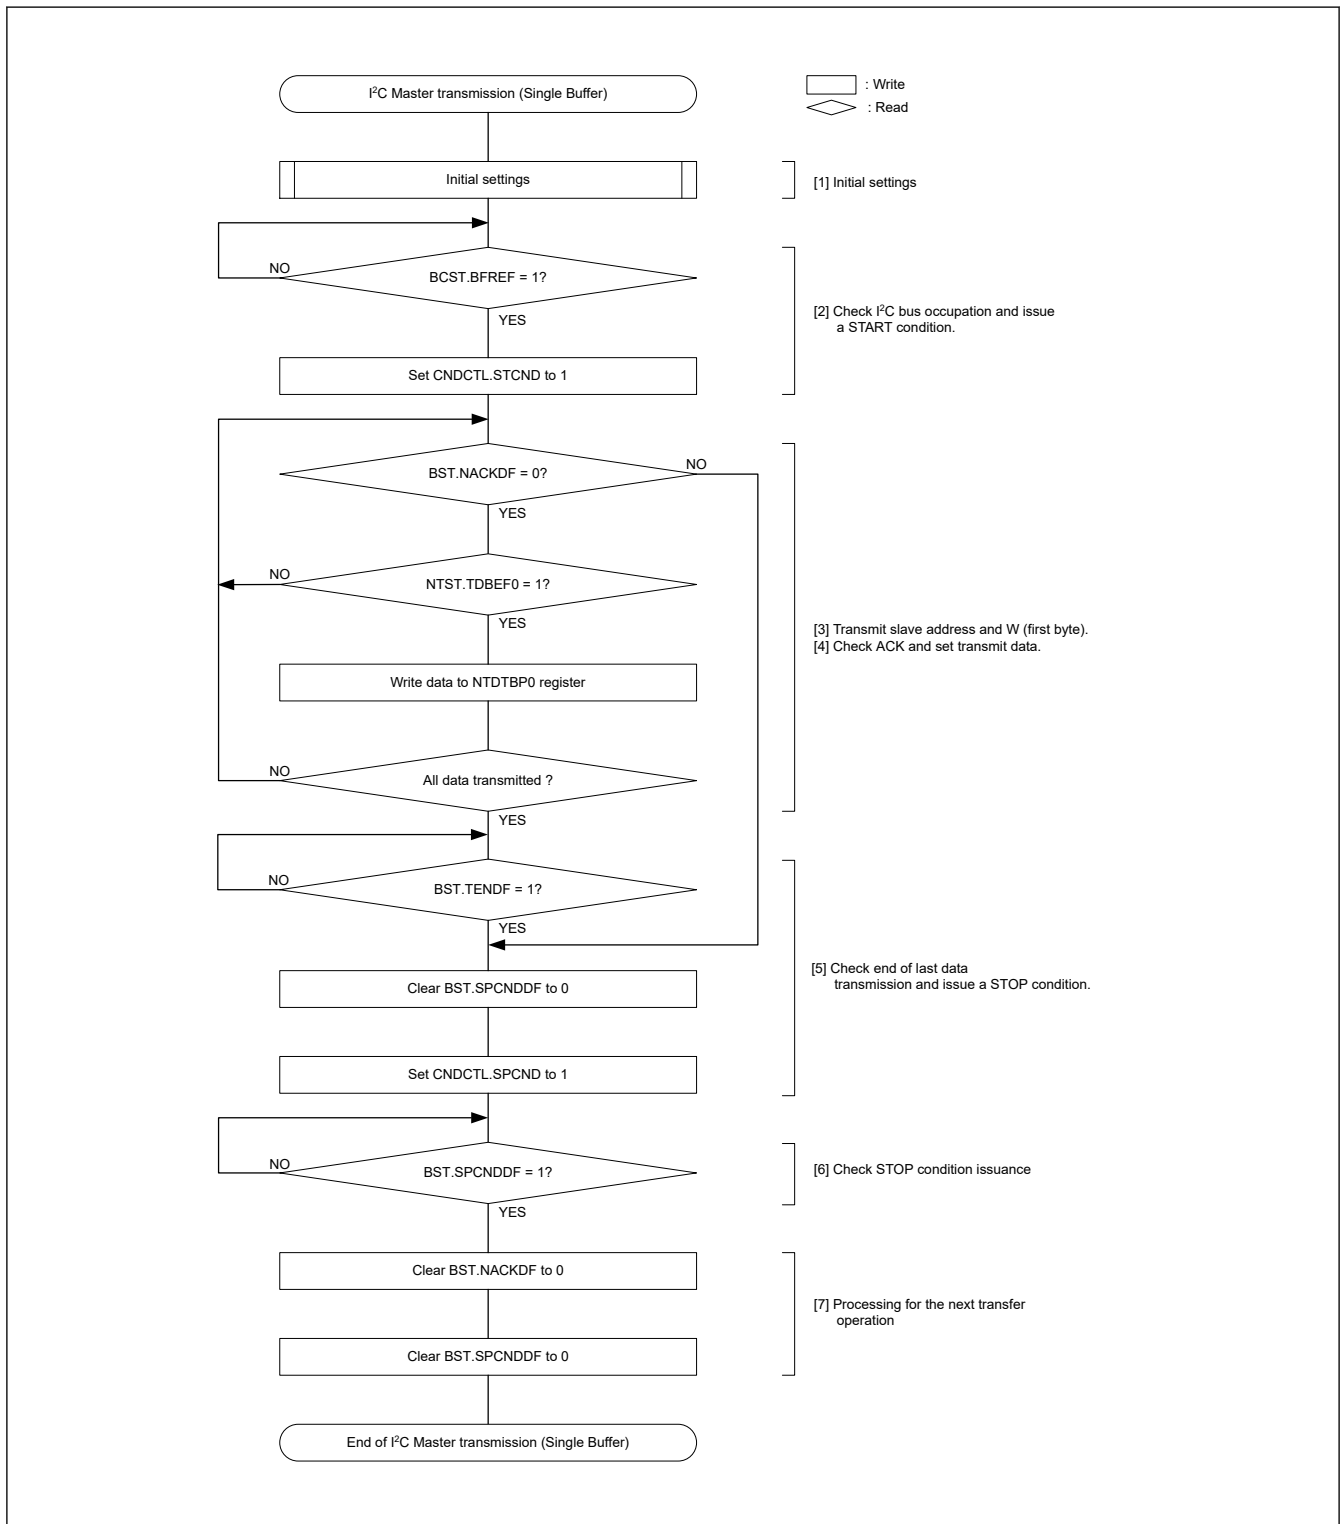 I²C Master transmission (Single Buffer)
: Write
: Read
Initial settings
[1] Initial settings
NO
BCST.BFREF = 1?
YES
[2] Check I²C bus occupation and issue
a START condition.
Set CNDCTL.STCND to 1
BST.NACKDF = 0?
NO
YES
NO
NTST.TDBEF0 = 1?
YES
[3] Transmit slave address and W (first byte).
[4] Check ACK and set transmit data.
Write data to NTDTBP0 register
NO
All data transmitted ?
YES
NO
BST.TENDF = 1?
YES
[5] Check end of last data
transmission and issue a STOP condition.
Clear BST.SPCNDDF to 0
Set CNDCTL.SPCND to 1
NO
BST.SPCNDDF = 1?
YES
[6] Check STOP condition issuance
Clear BST.NACKDF to 0
[7] Processing for the next transfer
operation
Clear BST.SPCNDDF to 0
End of I²C Master transmission (Single Buffer)